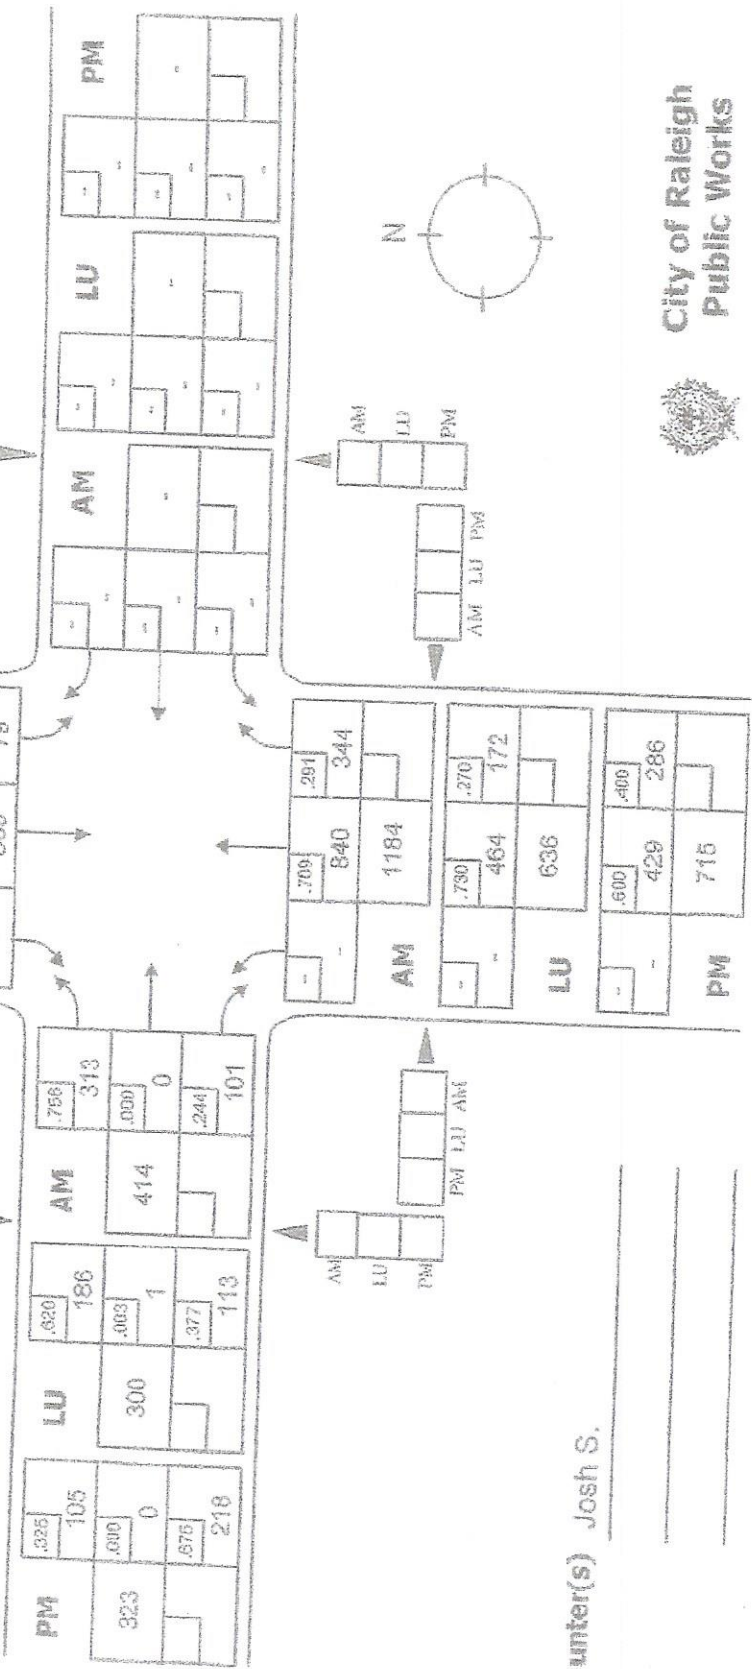 PM
LU
AM
N
City of Raleigh
Public Works
AM
LU
PM
AM LU PM
PM
.325
105
.000
0
323
.675
218
LU
.620
186
.003
1
300
.377
113
AM
.756
313
.000
0
414
.244
101
.709
840
.291
344
1184
AM
.730
464
.270
172
636
LU
.600
429
.400
286
715
PM
AM
LU
PM
PM LU AM
unter(s) Josh S.